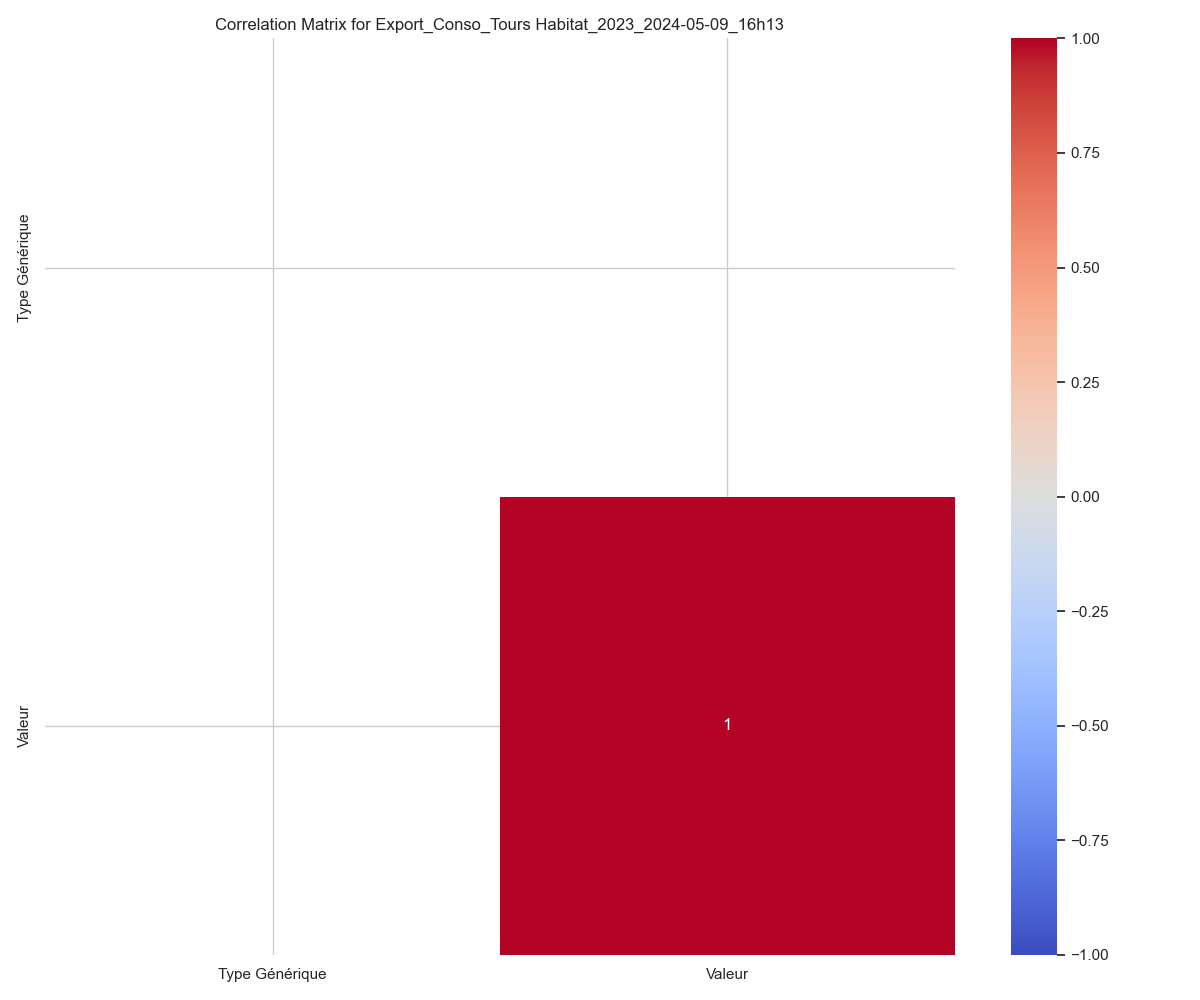 Correlation Matrix for Export_Conso_Tours Habitat_2023_2024-05-09_16h13
Type Générique
Valeur
1
Type Générique
Valeur
1.00
0.75
0.50
0.25
0.00
−0.25
−0.50
−0.75
−1.00